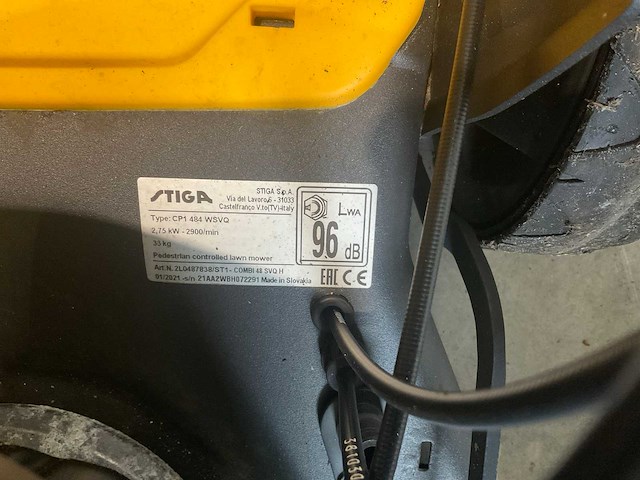 STIGA
STIGA S.p.A.
Via del Lavoro,6 - 31033
Castelfranco V.to(TV)-Italy
Type: CP1 484 WSVQ
2,75 kW - 2900/min
33 kg
Pedestrian controlled lawn mower
Art.N. 2L0487838/ST1 - COMBI 48 SVQ H
01/2021 -s/n 21AA2WBH072291 Made in Slovakia
LWA
96 dB
EAC CE
361030